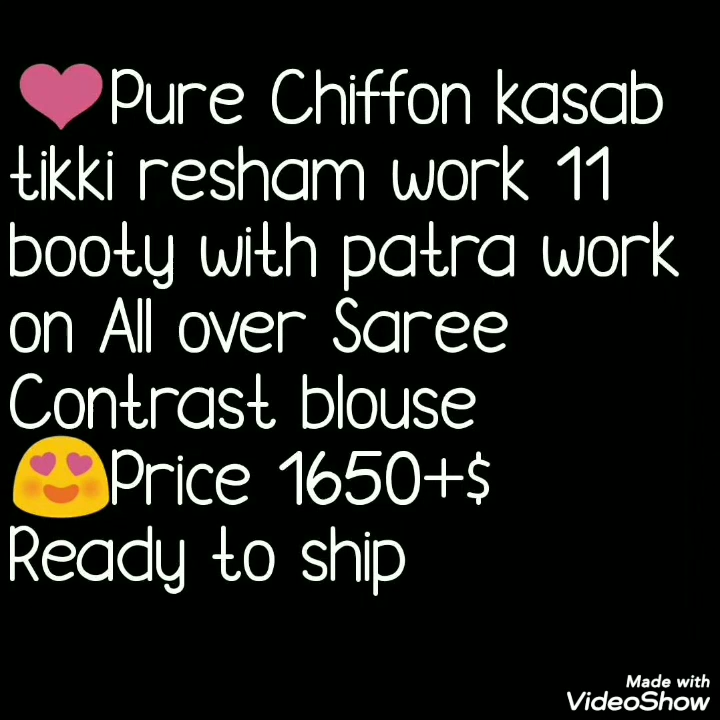 ❤Pure Chiffon kasab
tikki resham work 11
booty with patra work
on All over Saree
Contrast blouse
😍Price 1650+$
Ready to ship
Made with
VideoShow